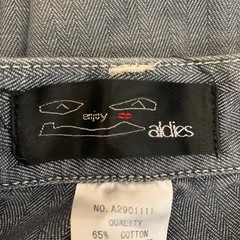 enjoy
aldies
NO. A2901111
QUALITY
65% COTTON